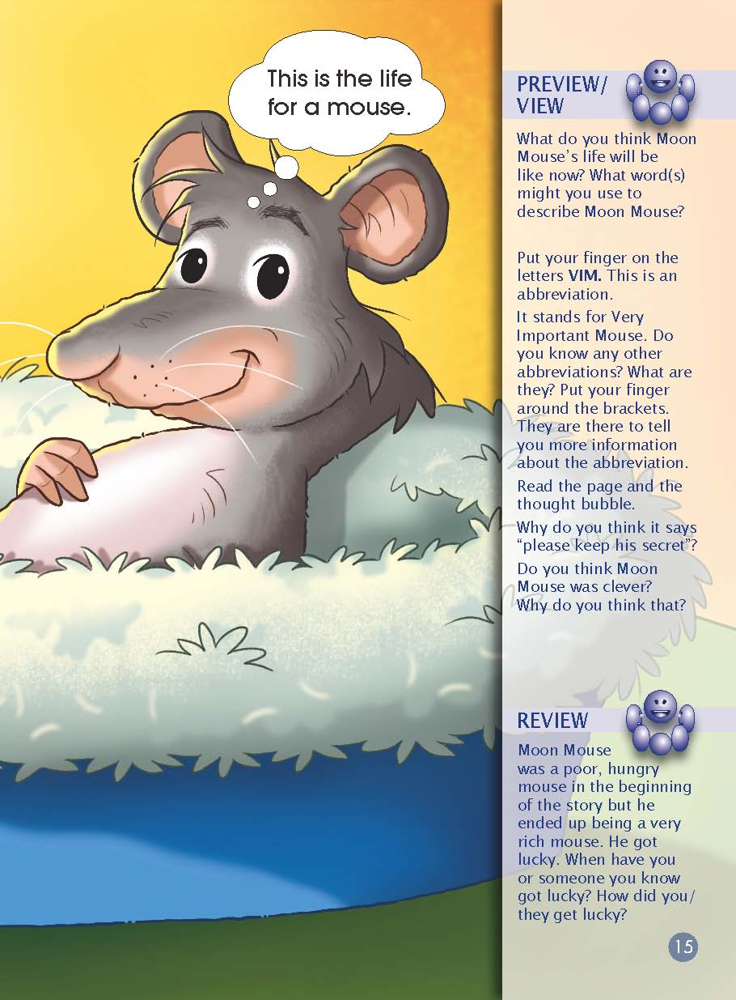 This is the life
for a mouse.
PREVIEW/
VIEW
What do you think Moon
Mouse’s life will be
like now? What word(s)
might you use to
describe Moon Mouse?
Put your finger on the
letters VIM. This is an
abbreviation.
It stands for Very
Important Mouse. Do
you know any other
abbreviations? What are
they? Put your finger
around the brackets.
They are there to tell
you more information
about the abbreviation.
Read the page and the
thought bubble.
Why do you think it says
“please keep his secret”?
Do you think Moon
Mouse was clever?
Why do you think that?
REVIEW
Moon Mouse
was a poor, hungry
mouse in the beginning
of the story but he
ended up being a very
rich mouse. He got
lucky. When have you
or someone you know
got lucky? How did you/
they get lucky?
15